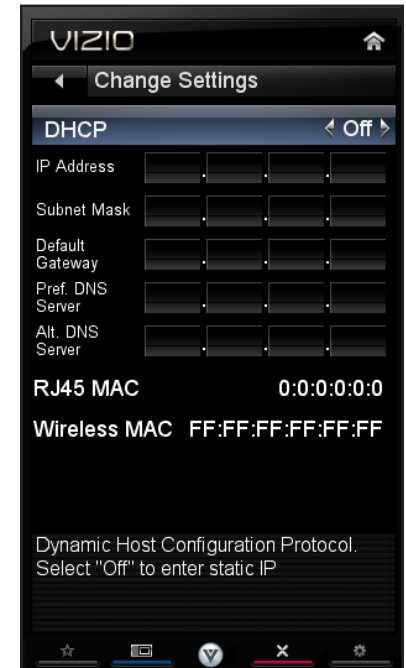 VIZIO
Change Settings
DHCP Off
IP Address . . .
Subnet Mask . . .
Default
Gateway . . .
Pref. DNS
Server . . .
Alt. DNS
Server . . .
RJ45 MAC 0:0:0:0:0:0
Wireless MAC FF:FF:FF:FF:FF:FF
Dynamic Host Configuration Protocol.
Select "Off" to enter static IP
V